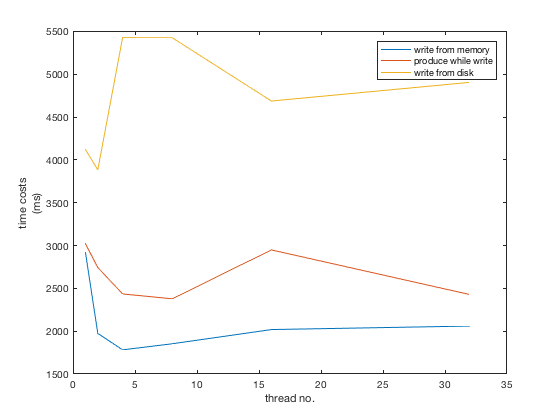 5500
5000
4500
4000
3500
3000
2500
2000
1500
0
5
10
15
20
25
30
35
time costs
(ms)
thread no.
write from memory
produce while write
write from disk